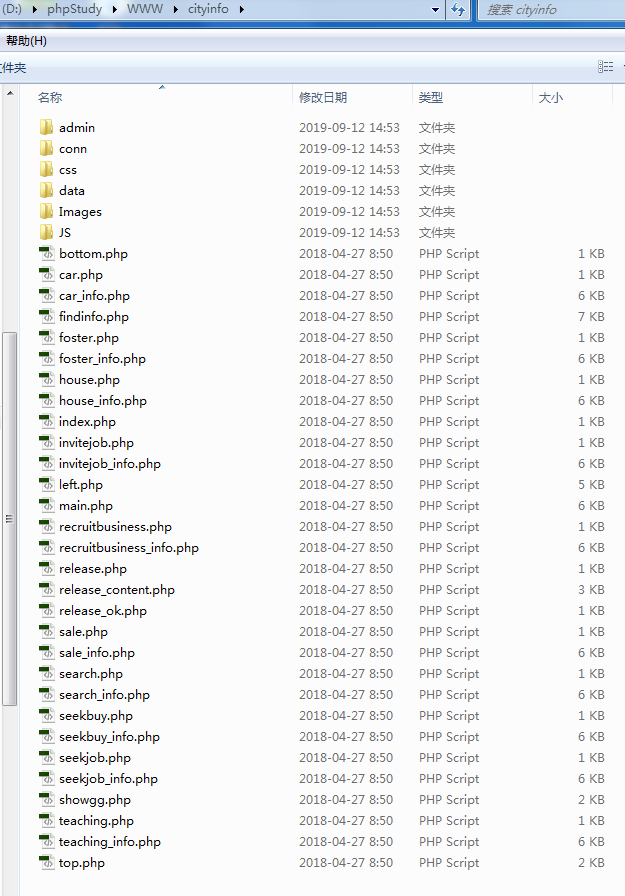 (D:) phpStudy WWW cityinfo 搜索 cityinfo
帮助(H)
文件夹
名称 修改日期 类型 大小
admin 2019-09-12 14:53 文件夹
conn 2019-09-12 14:53 文件夹
css 2019-09-12 14:53 文件夹
data 2019-09-12 14:53 文件夹
Images 2019-09-12 14:53 文件夹
JS 2019-09-12 14:53 文件夹
bottom.php 2018-04-27 8:50 PHP Script 1 KB
car.php 2018-04-27 8:50 PHP Script 1 KB
car_info.php 2018-04-27 8:50 PHP Script 6 KB
findinfo.php 2018-04-27 8:50 PHP Script 7 KB
foster.php 2018-04-27 8:50 PHP Script 1 KB
foster_info.php 2018-04-27 8:50 PHP Script 6 KB
house.php 2018-04-27 8:50 PHP Script 1 KB
house_info.php 2018-04-27 8:50 PHP Script 6 KB
index.php 2018-04-27 8:50 PHP Script 1 KB
invitejob.php 2018-04-27 8:50 PHP Script 1 KB
invitejob_info.php 2018-04-27 8:50 PHP Script 6 KB
left.php 2018-04-27 8:50 PHP Script 5 KB
main.php 2018-04-27 8:50 PHP Script 6 KB
recruitbusiness.php 2018-04-27 8:50 PHP Script 1 KB
recruitbusiness_info.php 2018-04-27 8:50 PHP Script 6 KB
release.php 2018-04-27 8:50 PHP Script 1 KB
release_content.php 2018-04-27 8:50 PHP Script 3 KB
release_ok.php 2018-04-27 8:50 PHP Script 1 KB
sale.php 2018-04-27 8:50 PHP Script 1 KB
sale_info.php 2018-04-27 8:50 PHP Script 6 KB
search.php 2018-04-27 8:50 PHP Script 1 KB
search_info.php 2018-04-27 8:50 PHP Script 6 KB
seekbuy.php 2018-04-27 8:50 PHP Script 1 KB
seekbuy_info.php 2018-04-27 8:50 PHP Script 6 KB
seekjob.php 2018-04-27 8:50 PHP Script 1 KB
seekjob_info.php 2018-04-27 8:50 PHP Script 6 KB
showgg.php 2018-04-27 8:50 PHP Script 2 KB
teaching.php 2018-04-27 8:50 PHP Script 1 KB
teaching_info.php 2018-04-27 8:50 PHP Script 6 KB
top.php 2018-04-27 8:50 PHP Script 2 KB